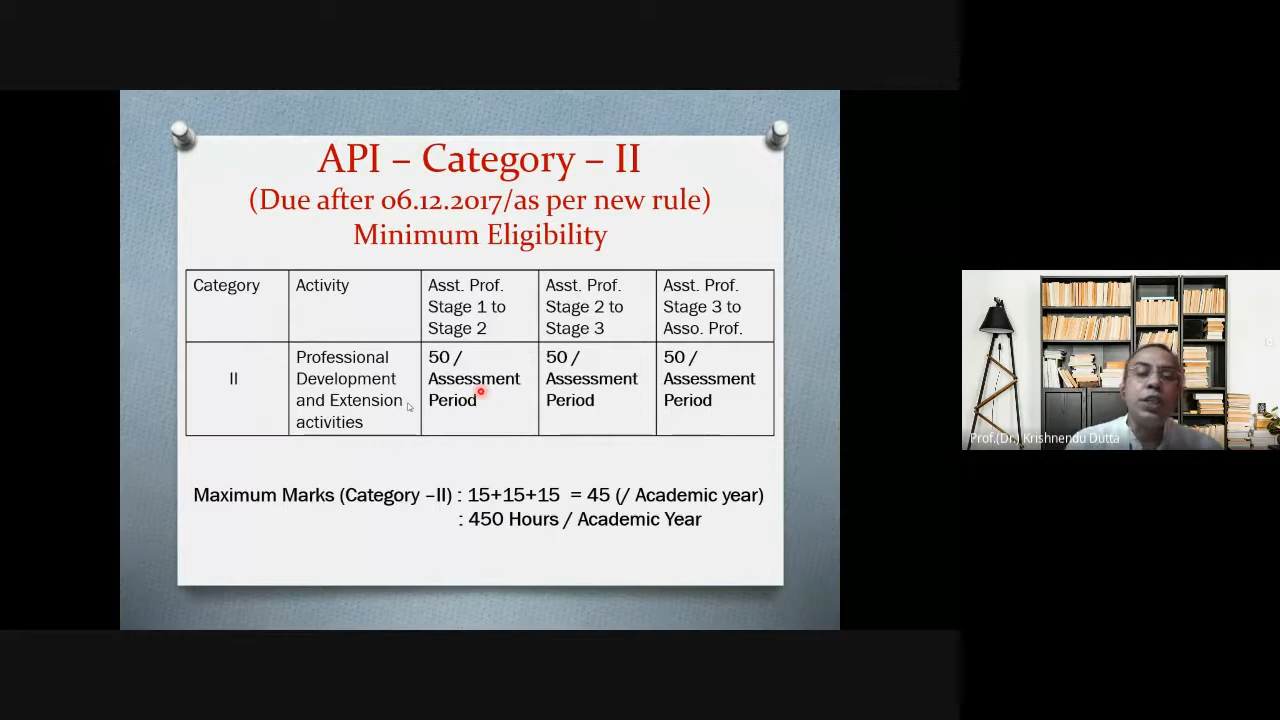 API – Category – II
(Due after 06.12.2017/as per new rule)
Minimum Eligibility
Category
Activity
Asst. Prof.
Stage 1 to
Stage 2
Asst. Prof.
Stage 2 to
Stage 3
Asst. Prof.
Stage 3 to
Asso. Prof.
II
Professional
Development
and Extension
activities
50 /
Assessment
Period
50 /
Assessment
Period
50 /
Assessment
Period
Maximum Marks (Category –II) : 15+15+15 = 45 (/ Academic year)
: 450 Hours / Academic Year
Prof.(Dr.) Krishnendu Dutta